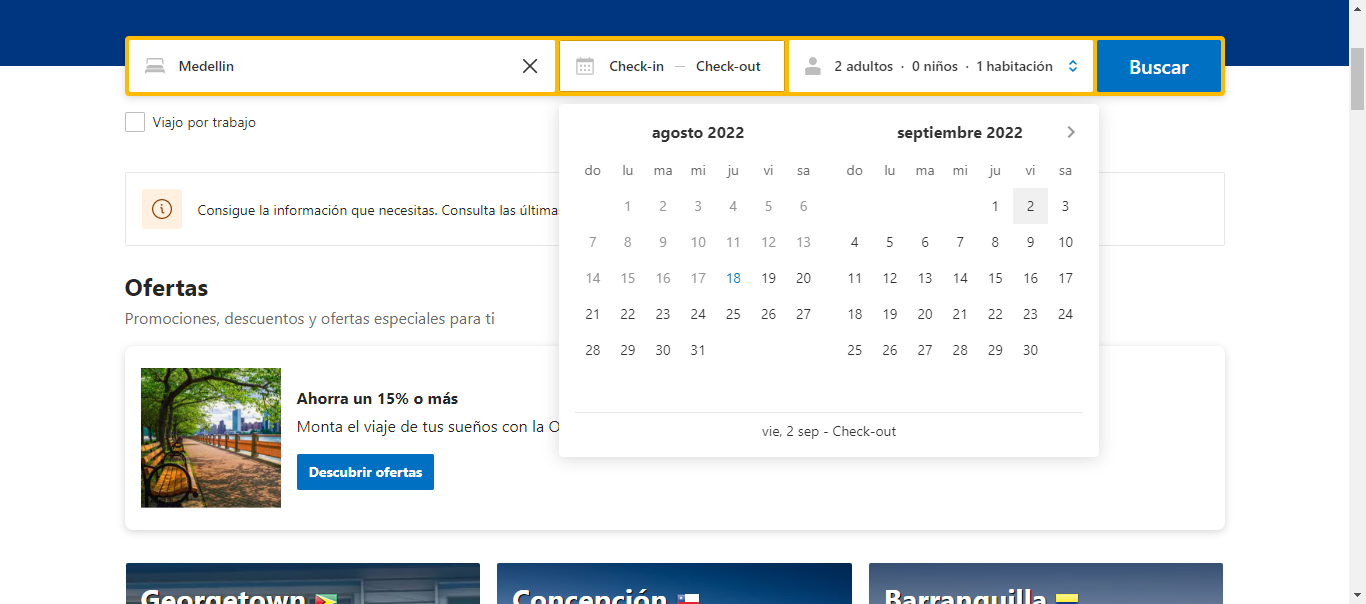 Medellin
Check-in — Check-out
2 adultos · 0 niños · 1 habitación
Buscar
Viajo por trabajo
agosto 2022
do lu ma mi ju vi sa
1 2 3 4 5 6
7 8 9 10 11 12 13
14 15 16 17 18 19 20
21 22 23 24 25 26 27
28 29 30 31
septiembre 2022
do lu ma mi ju vi sa
1 2 3
4 5 6 7 8 9 10
11 12 13 14 15 16 17
18 19 20 21 22 23 24
25 26 27 28 29 30
vie, 2 sep - Check-out
Consigue la información que necesitas. Consulta las última
Ofertas
Promociones, descuentos y ofertas especiales para ti
Ahorra un 15% o más
Monta el viaje de tus sueños con la O
Descubrir ofertas
Georgetown
Concepción
Barranquilla